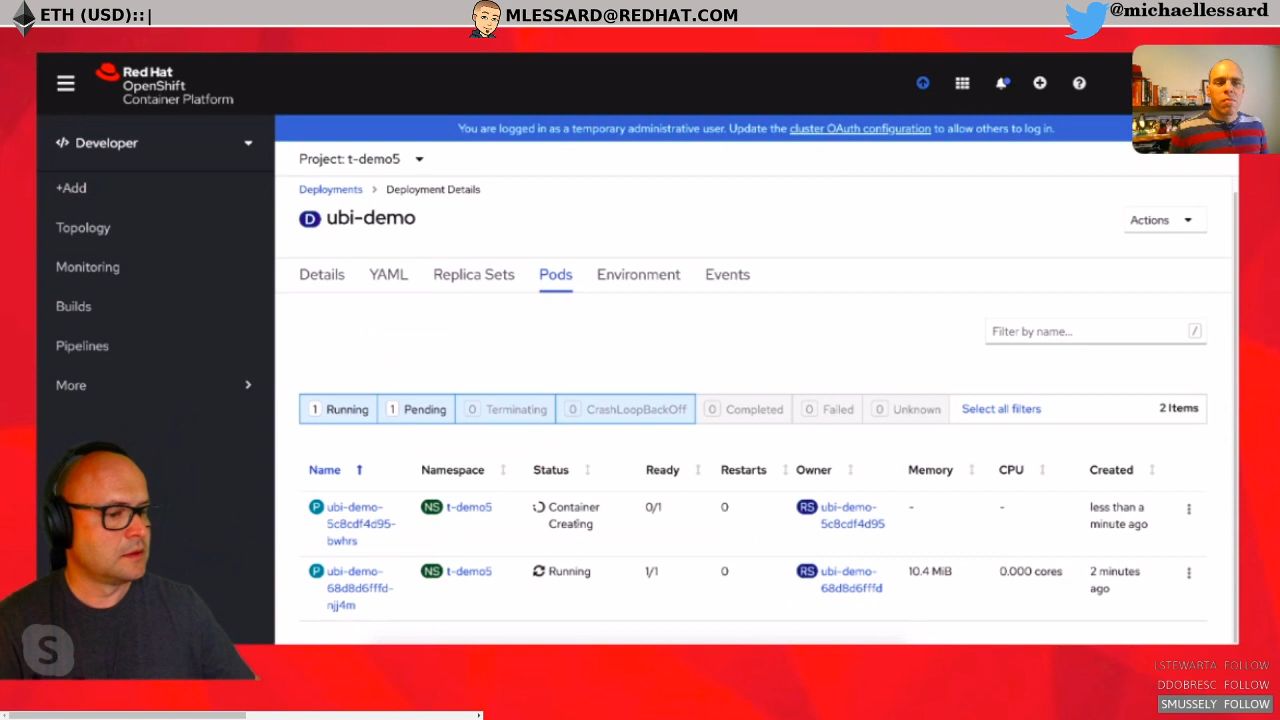 ETH (USD)::|
MLESSARD@REDHAT.COM
@michaellessard
Red Hat
OpenShift
Container Platform
You are logged in as a temporary administrative user. Update the cluster OAuth configuration to allow others to log in.
</> Developer
+Add
Topology
Monitoring
Builds
Pipelines
More
Project: t-demo5
Deployments > Deployment Details
D ubi-demo
Actions
Details YAML Replica Sets Pods Environment Events
Filter by name... /
1 Running 1 Pending 0 Terminating 0 CrashLoopBackOff 0 Completed 0 Failed 0 Unknown Select all filters 2 Items
Name Namespace Status Ready Restarts Owner Memory CPU Created
P ubi-demo- NS t-demo5 Container 0/1 0 RS ubi-demo- - - less than a
5c8cdf4d95- Creating 5c8cdf4d95 minute ago
bwhrs
P ubi-demo- NS t-demo5 Running 1/1 0 RS ubi-demo- 10.4 MiB 0.000 cores 2 minutes
68d8d6fffd- 68d8d6fffd ago
njj4m
S
LSTEWARTA FOLLOW
DDOBRESC FOLLOW
SMUSSELY FOLLOW